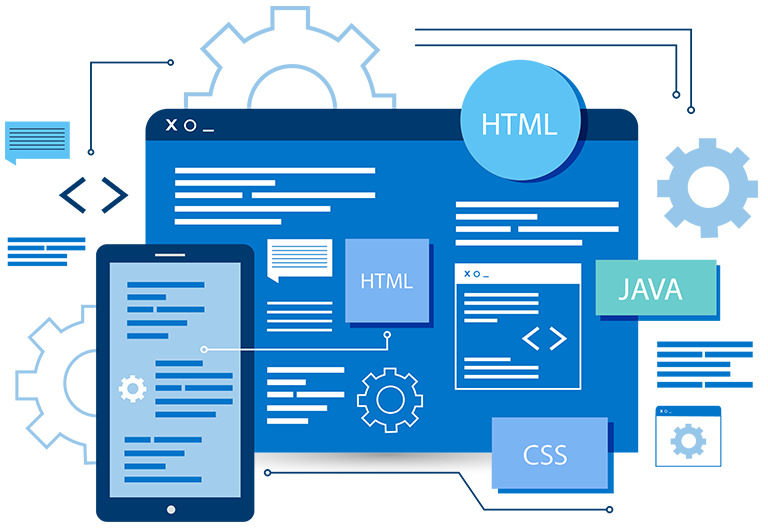 HTML
X O _
HTML
X O _
JAVA
CSS
X O _